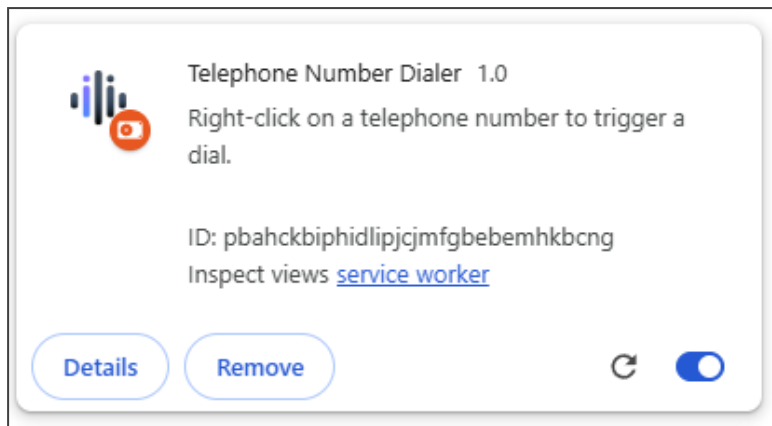 Telephone Number Dialer 1.0
Right-click on a telephone number to trigger a
dial.
ID: pbahckbiphidlipjcjmfgbebemhkbcng
Inspect views service worker
Details Remove